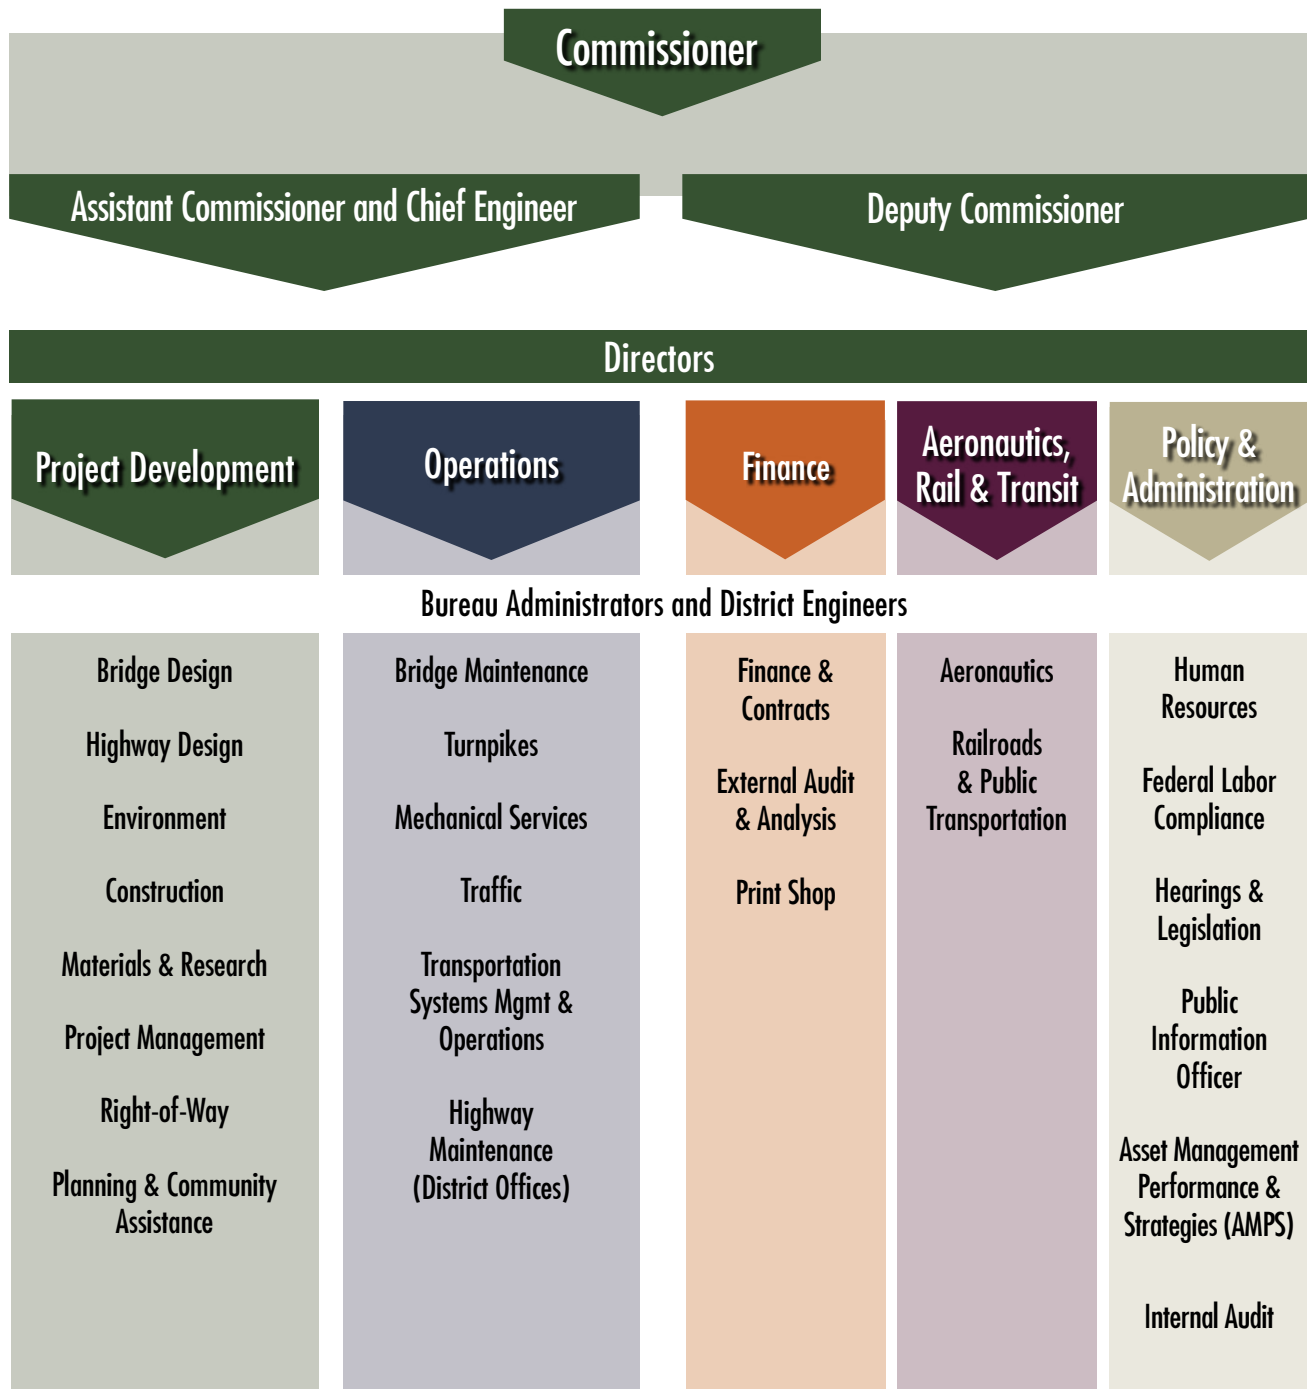 Commissioner
Assistant Commissioner and Chief Engineer
Deputy Commissioner
Directors
Project Development
Operations
Finance
Aeronautics,
Rail & Transit
Policy &
Administration
Bureau Administrators and District Engineers
Bridge Design
Highway Design
Environment
Construction
Materials & Research
Project Management
Right-of-Way
Planning & Community
Assistance
Bridge Maintenance
Turnpikes
Mechanical Services
Traffic
Transportation
Systems Mgmt &
Operations
Highway
Maintenance
(District Offices)
Finance &
Contracts
External Audit
& Analysis
Print Shop
Aeronautics
Railroads
& Public
Transportation
Human
Resources
Federal Labor
Compliance
Hearings &
Legislation
Public
Information
Officer
Asset Management
Performance &
Strategies (AMPS)
Internal Audit